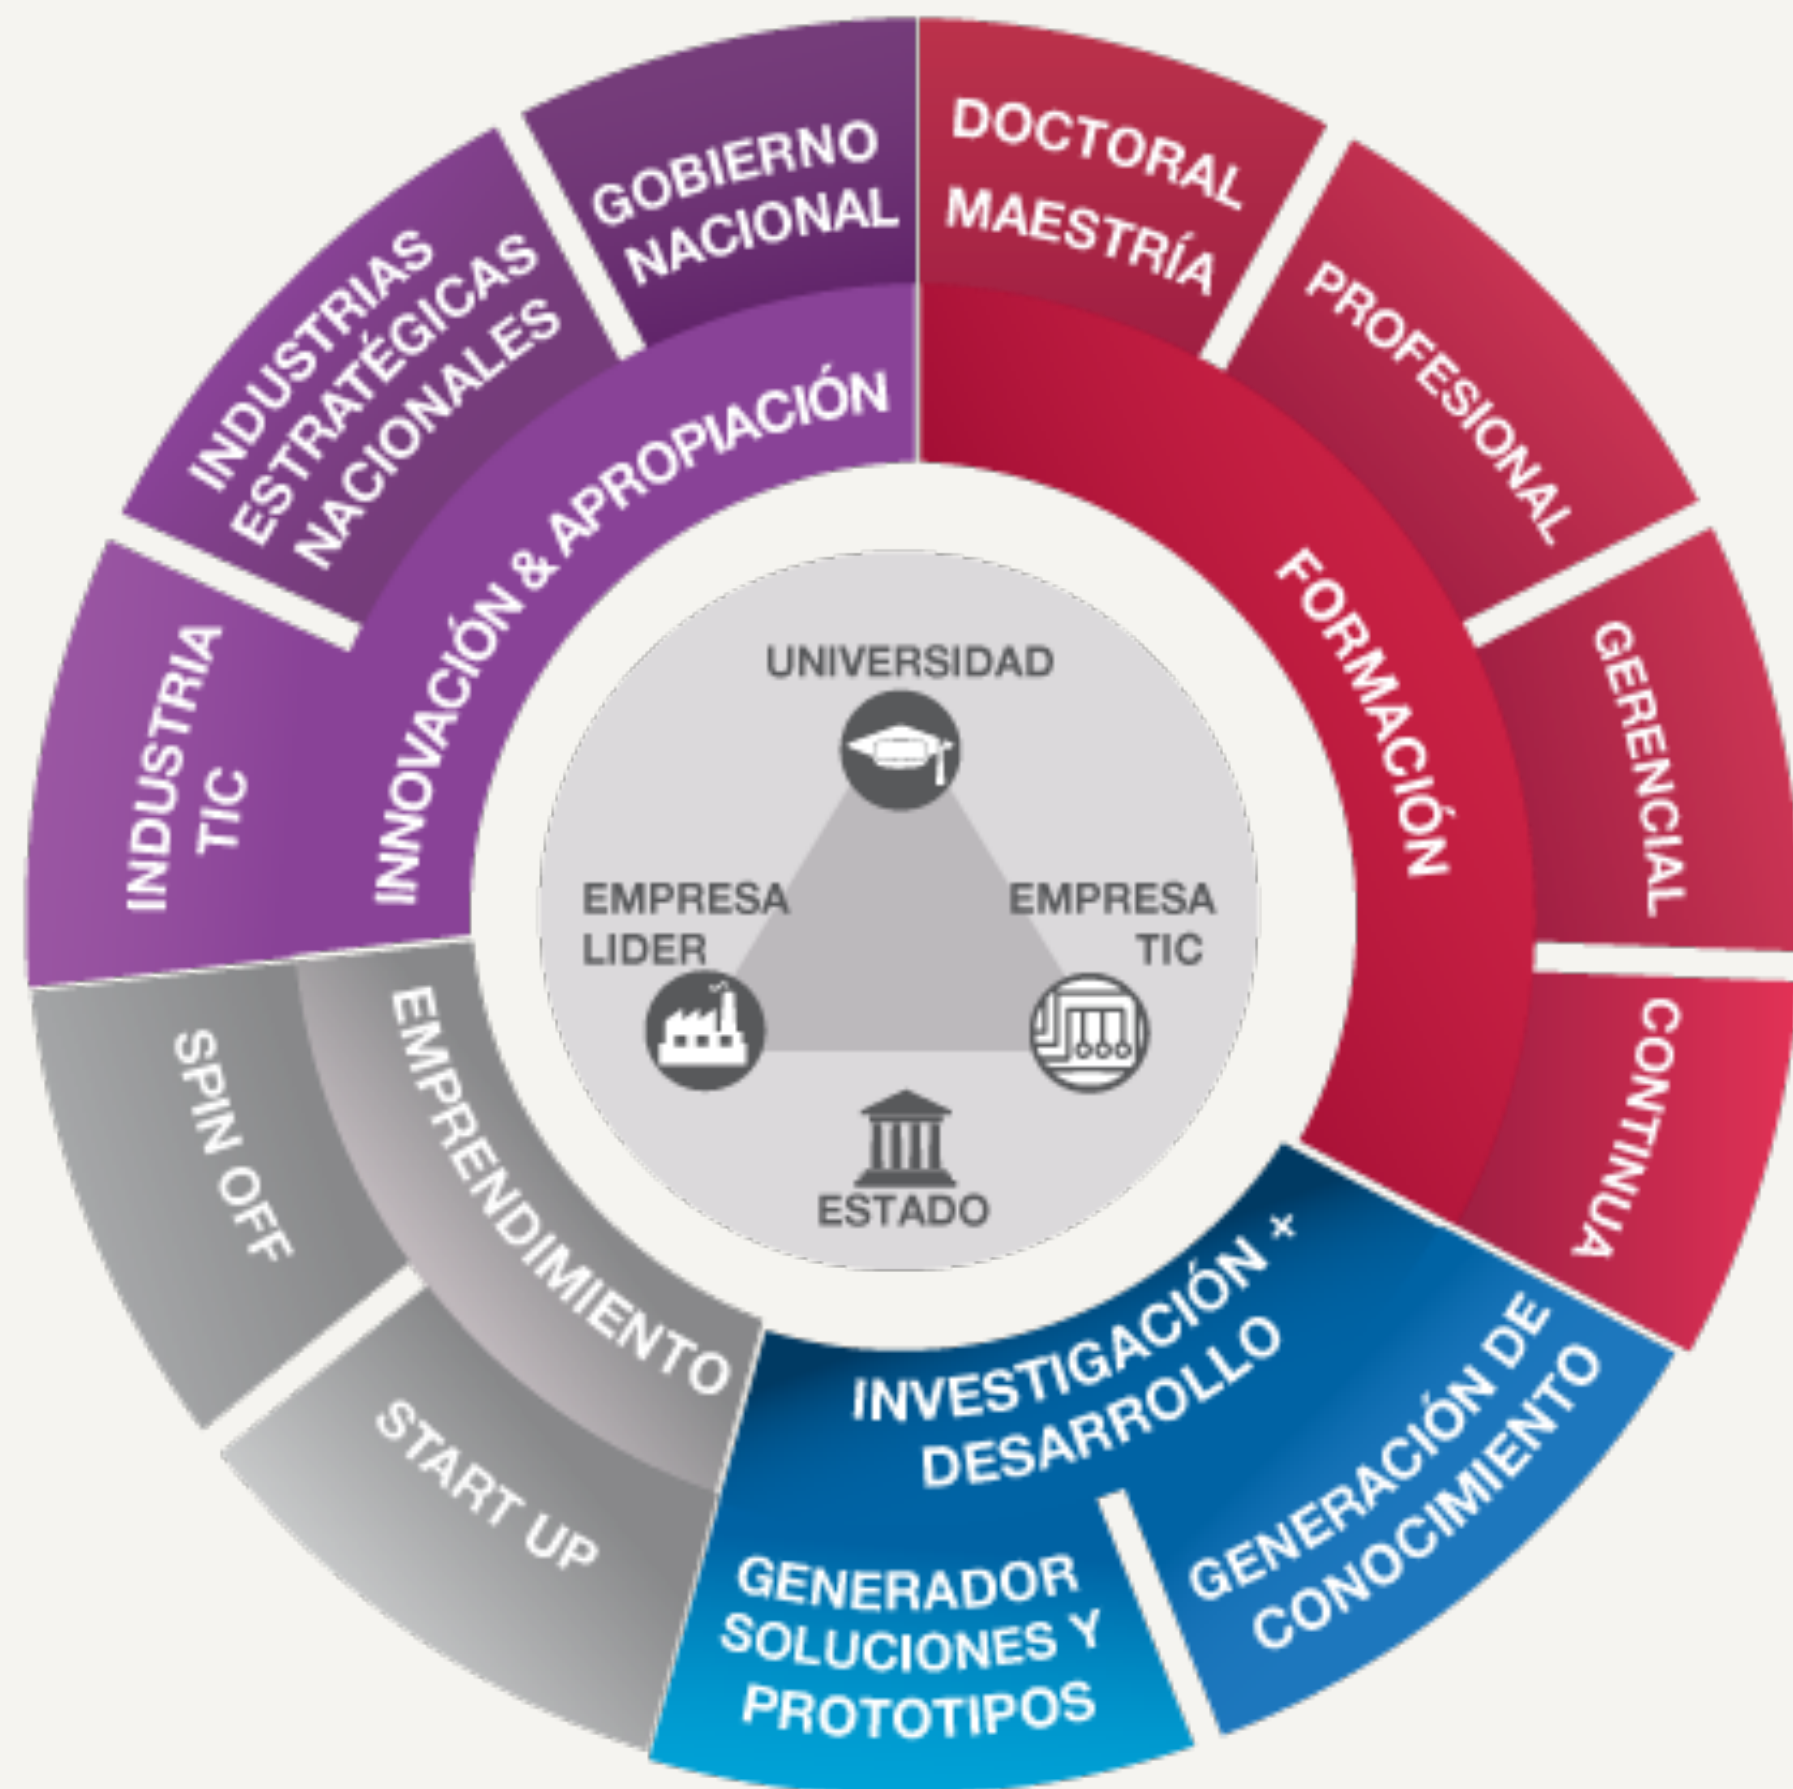 GOBIERNO
NACIONAL
DOCTORAL
MAESTRÍA
PROFESIONAL
GERENCIAL
CONTINUA
FORMACIÓN
GENERACIÓN DE
CONOCIMIENTO
INVESTIGACIÓN +
DESARROLLO
GENERADOR
SOLUCIONES Y
PROTOTIPOS
START UP
SPIN OFF
EMPRENDIMIENTO
INDUSTRIA
TIC
INDUSTRIAS
ESTRATÉGICAS
NACIONALES
INNOVACIÓN & APROPIACIÓN
UNIVERSIDAD
EMPRESA
LIDER
EMPRESA
TIC
ESTADO